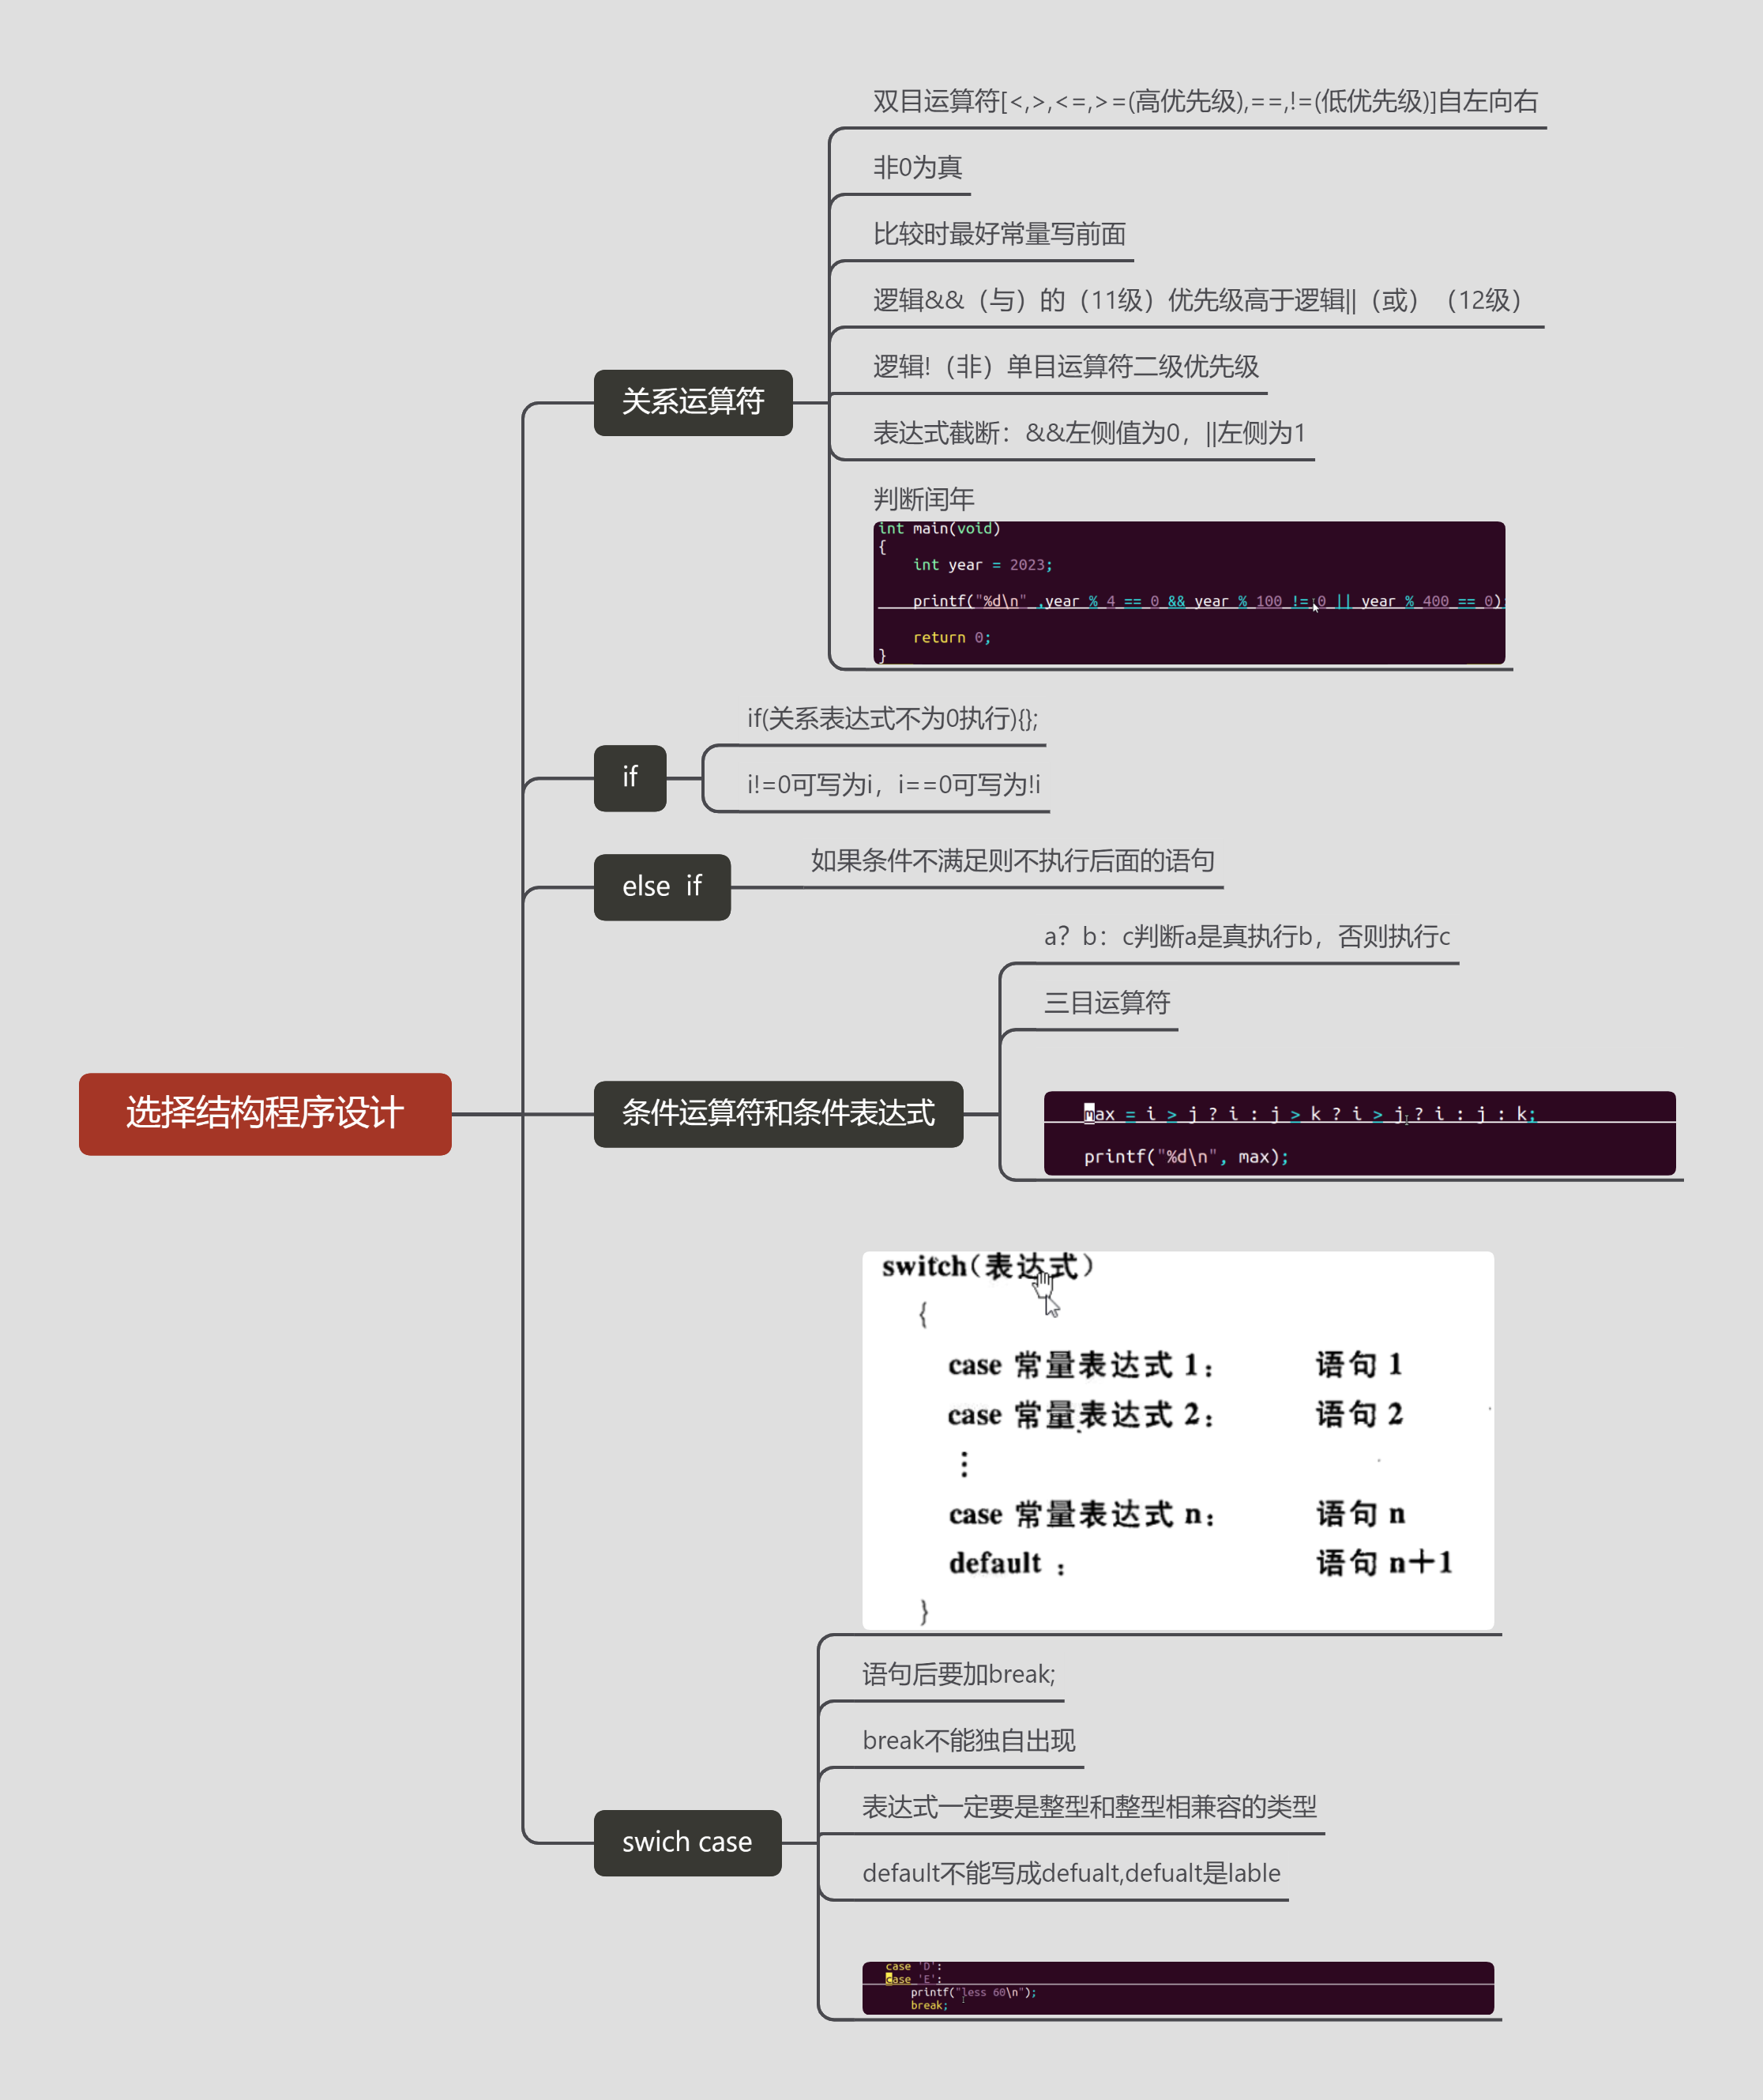 选择结构程序设计
关系运算符
双目运算符[<,>,<=,>=(高优先级),==,!=(低优先级)]自左向右
非0为真
比较时最好常量写前面
逻辑&&（与）的（11级）优先级高于逻辑||（或）（12级）
逻辑!（非）单目运算符二级优先级
表达式截断：&&左侧值为0，||左侧为1
判断闰年
int main(void)
{
int year = 2023;
printf("%d\n" ,year % 4 == 0 && year % 100 != 0 || year % 400 == 0);
return 0;
}
if
if(关系表达式不为0执行){};
i!=0可写为i，i==0可写为!i
else if
如果条件不满足则不执行后面的语句
条件运算符和条件表达式
a？b：c判断a是真执行b，否则执行c
三目运算符
max = i > j ? i : j > k ? i > j ? i : j : k;
printf("%d\n", max);
swich case
switch(表达式)
{
case 常量表达式 1： 语句 1
case 常量表达式 2： 语句 2
⋮
case 常量表达式 n： 语句 n
default ： 语句 n+1
}
语句后要加break;
break不能独自出现
表达式一定要是整型和整型相兼容的类型
default不能写成defualt,defualt是lable
case 'D':
case 'E':
printf("less 60\n");
break;